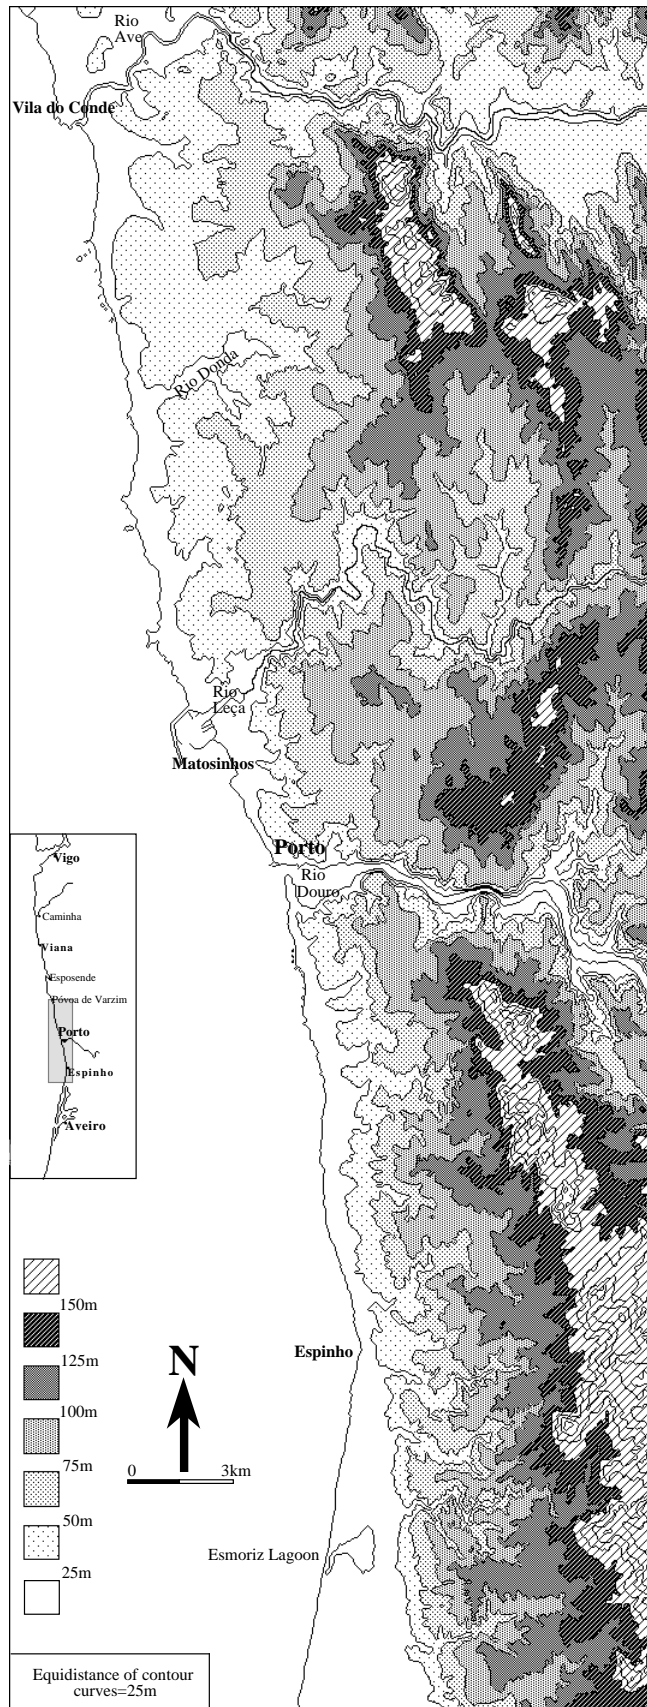 Rio
Ave
Vila do Conde
Rio Donda
Rio
Leça
Matosinhos
Porto
Rio
Douro
Vigo
Caminha
Viana
Esposende
Póvoa de Varzim
Porto
Espinho
Aveiro
150m
125m
100m
75m
50m
25m
N
0 3km
Espinho
Esmoriz Lagoon
Equidistance of contour
curves=25m